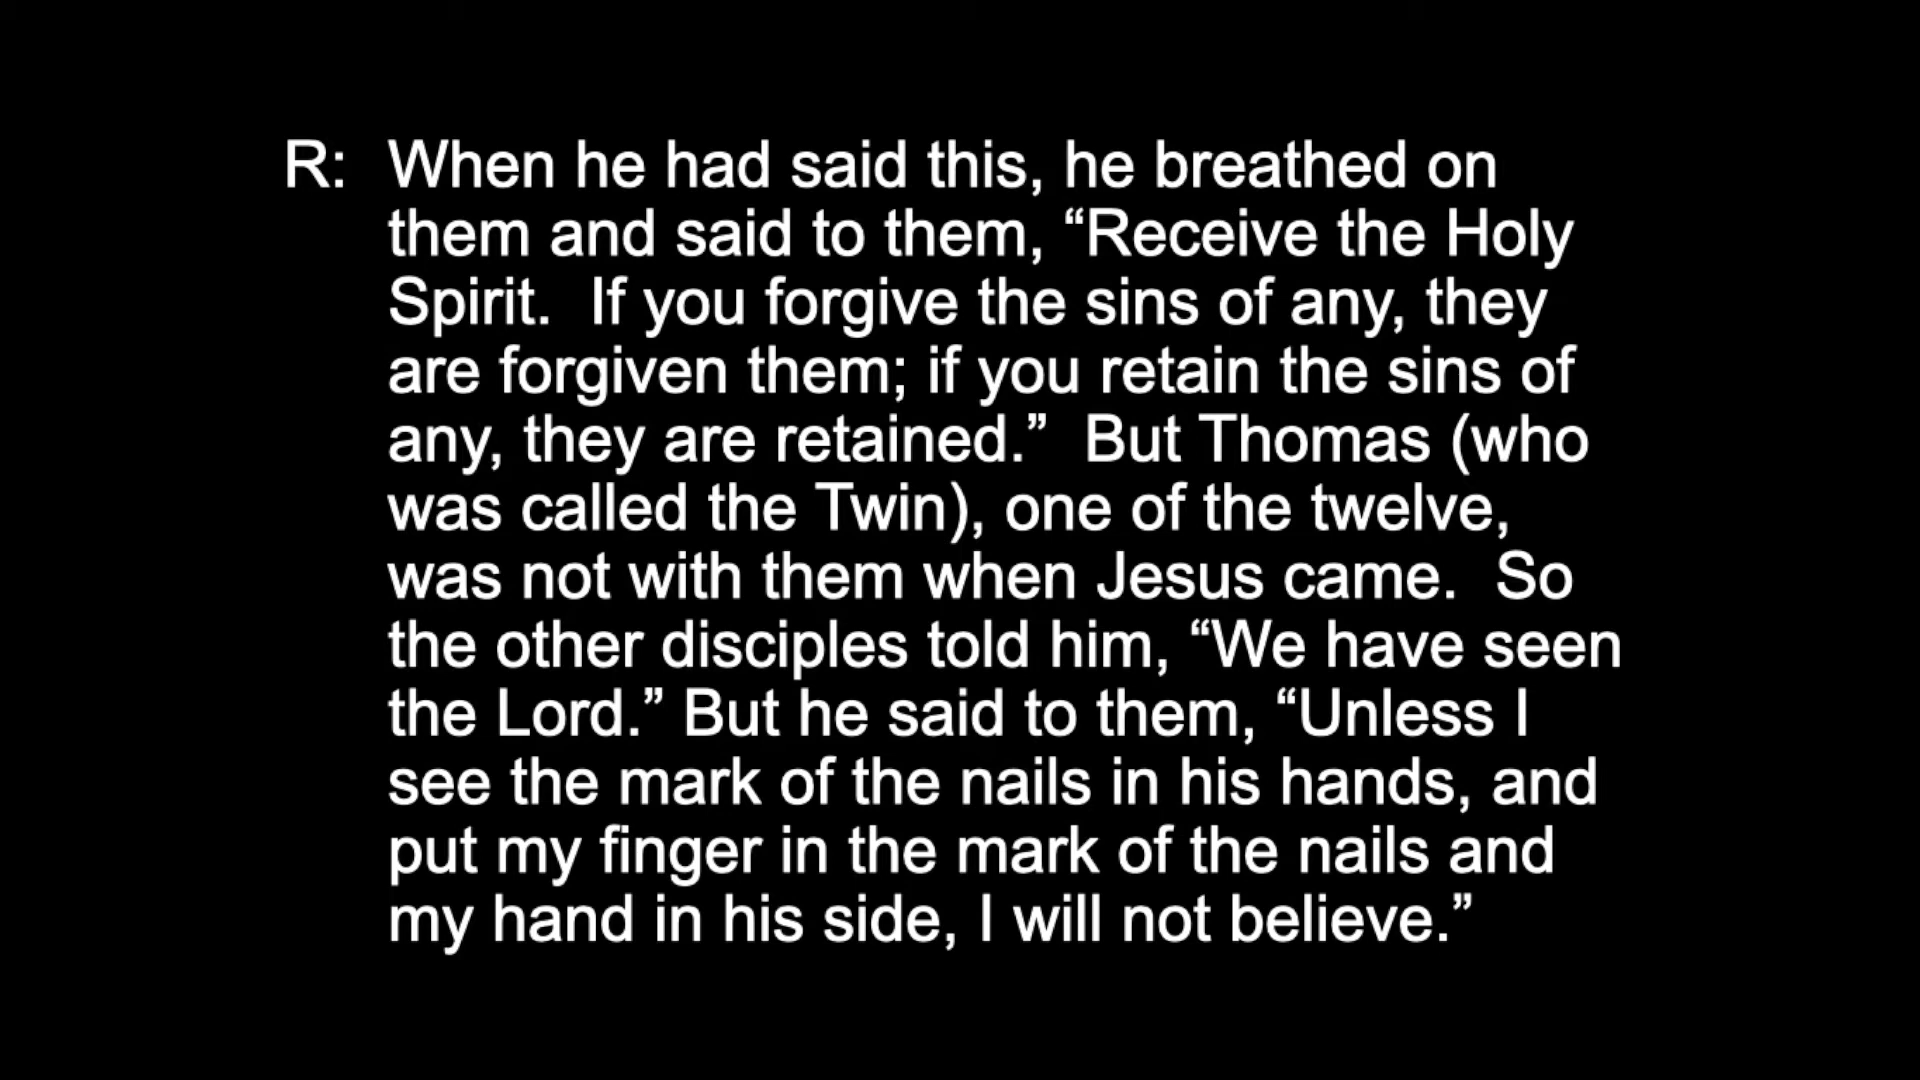 R: When he had said this, he breathed on
them and said to them, “Receive the Holy
Spirit.  If you forgive the sins of any, they
are forgiven them; if you retain the sins of
any, they are retained.”  But Thomas (who
was called the Twin), one of the twelve,
was not with them when Jesus came.  So
the other disciples told him, “We have seen
the Lord.” But he said to them, “Unless I
see the mark of the nails in his hands, and
put my finger in the mark of the nails and
my hand in his side, I will not believe.”